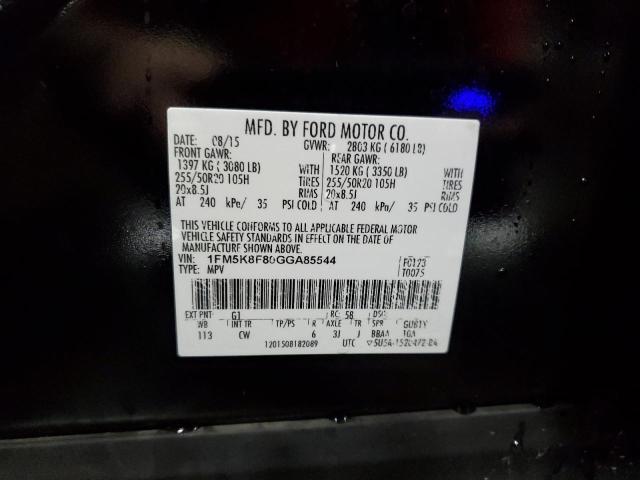 MFD. BY FORD MOTOR CO.
DATE: 08/15 GVWR: 2803 KG ( 6180 LB)
FRONT GAWR: REAR GAWR:
1397 KG ( 3080 LB) WITH 1520 KG ( 3350 LB) WITH
255/50R20 105H TIRES 255/50R20 105H TIRES
20x8.5J RIMS 20x8.5J RIMS
AT 240 kPa/ 35 PSI COLD AT 240 kPa/ 35 PSI COLD
THIS VEHICLE CONFORMS TO ALL APPLICABLE FEDERAL MOTOR
VEHICLE SAFETY STANDARDS IN EFFECT ON THE DATE OF
MANUFACTURE SHOWN ABOVE.
VIN: F0123
TYPE: MPV T0075
EXT PNT: G1 RC: 58 DSO:
WB INT TR TP/PS R AXLE TR SPR
113 CW 6 3J J BBAA
1201508182089 UTC